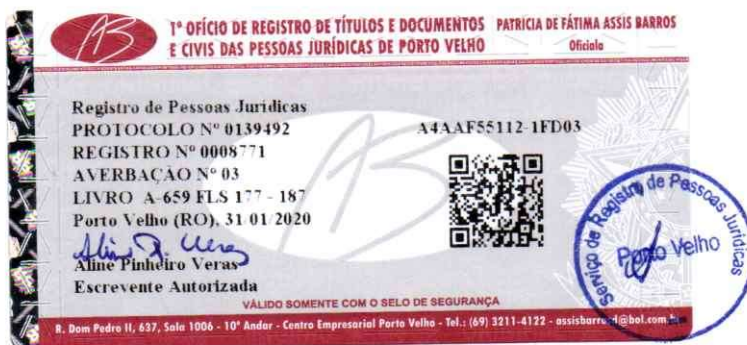 AB
1º OFÍCIO DE REGISTRO DE TÍTULOS E DOCUMENTOS
E CIVIS DAS PESSOAS JURÍDICAS DE PORTO VELHO
PATRÍCIA DE FÁTIMA ASSIS BARROS
Oficiala
Registro de Pessoas Jurídicas
PROTOCOLO Nº 0139492
A4AAF55112-1FD03
REGISTRO Nº 0008771
AVERBAÇÃO Nº 03
LIVRO A-659 FLS 177 - 187
Porto Velho (RO), 31/01/2020
Aline Pinheiro Veras
Escrevente Autorizada
VÁLIDO SOMENTE COM O SELO DE SEGURANÇA
R. Dom Pedro II, 637, Sala 1006 - 10º Andar - Centro Empresarial Porto Velho - Tel.: (69) 3211-4122 -
Serviço de Registro de Pessoas Jurídicas
Porto Velho